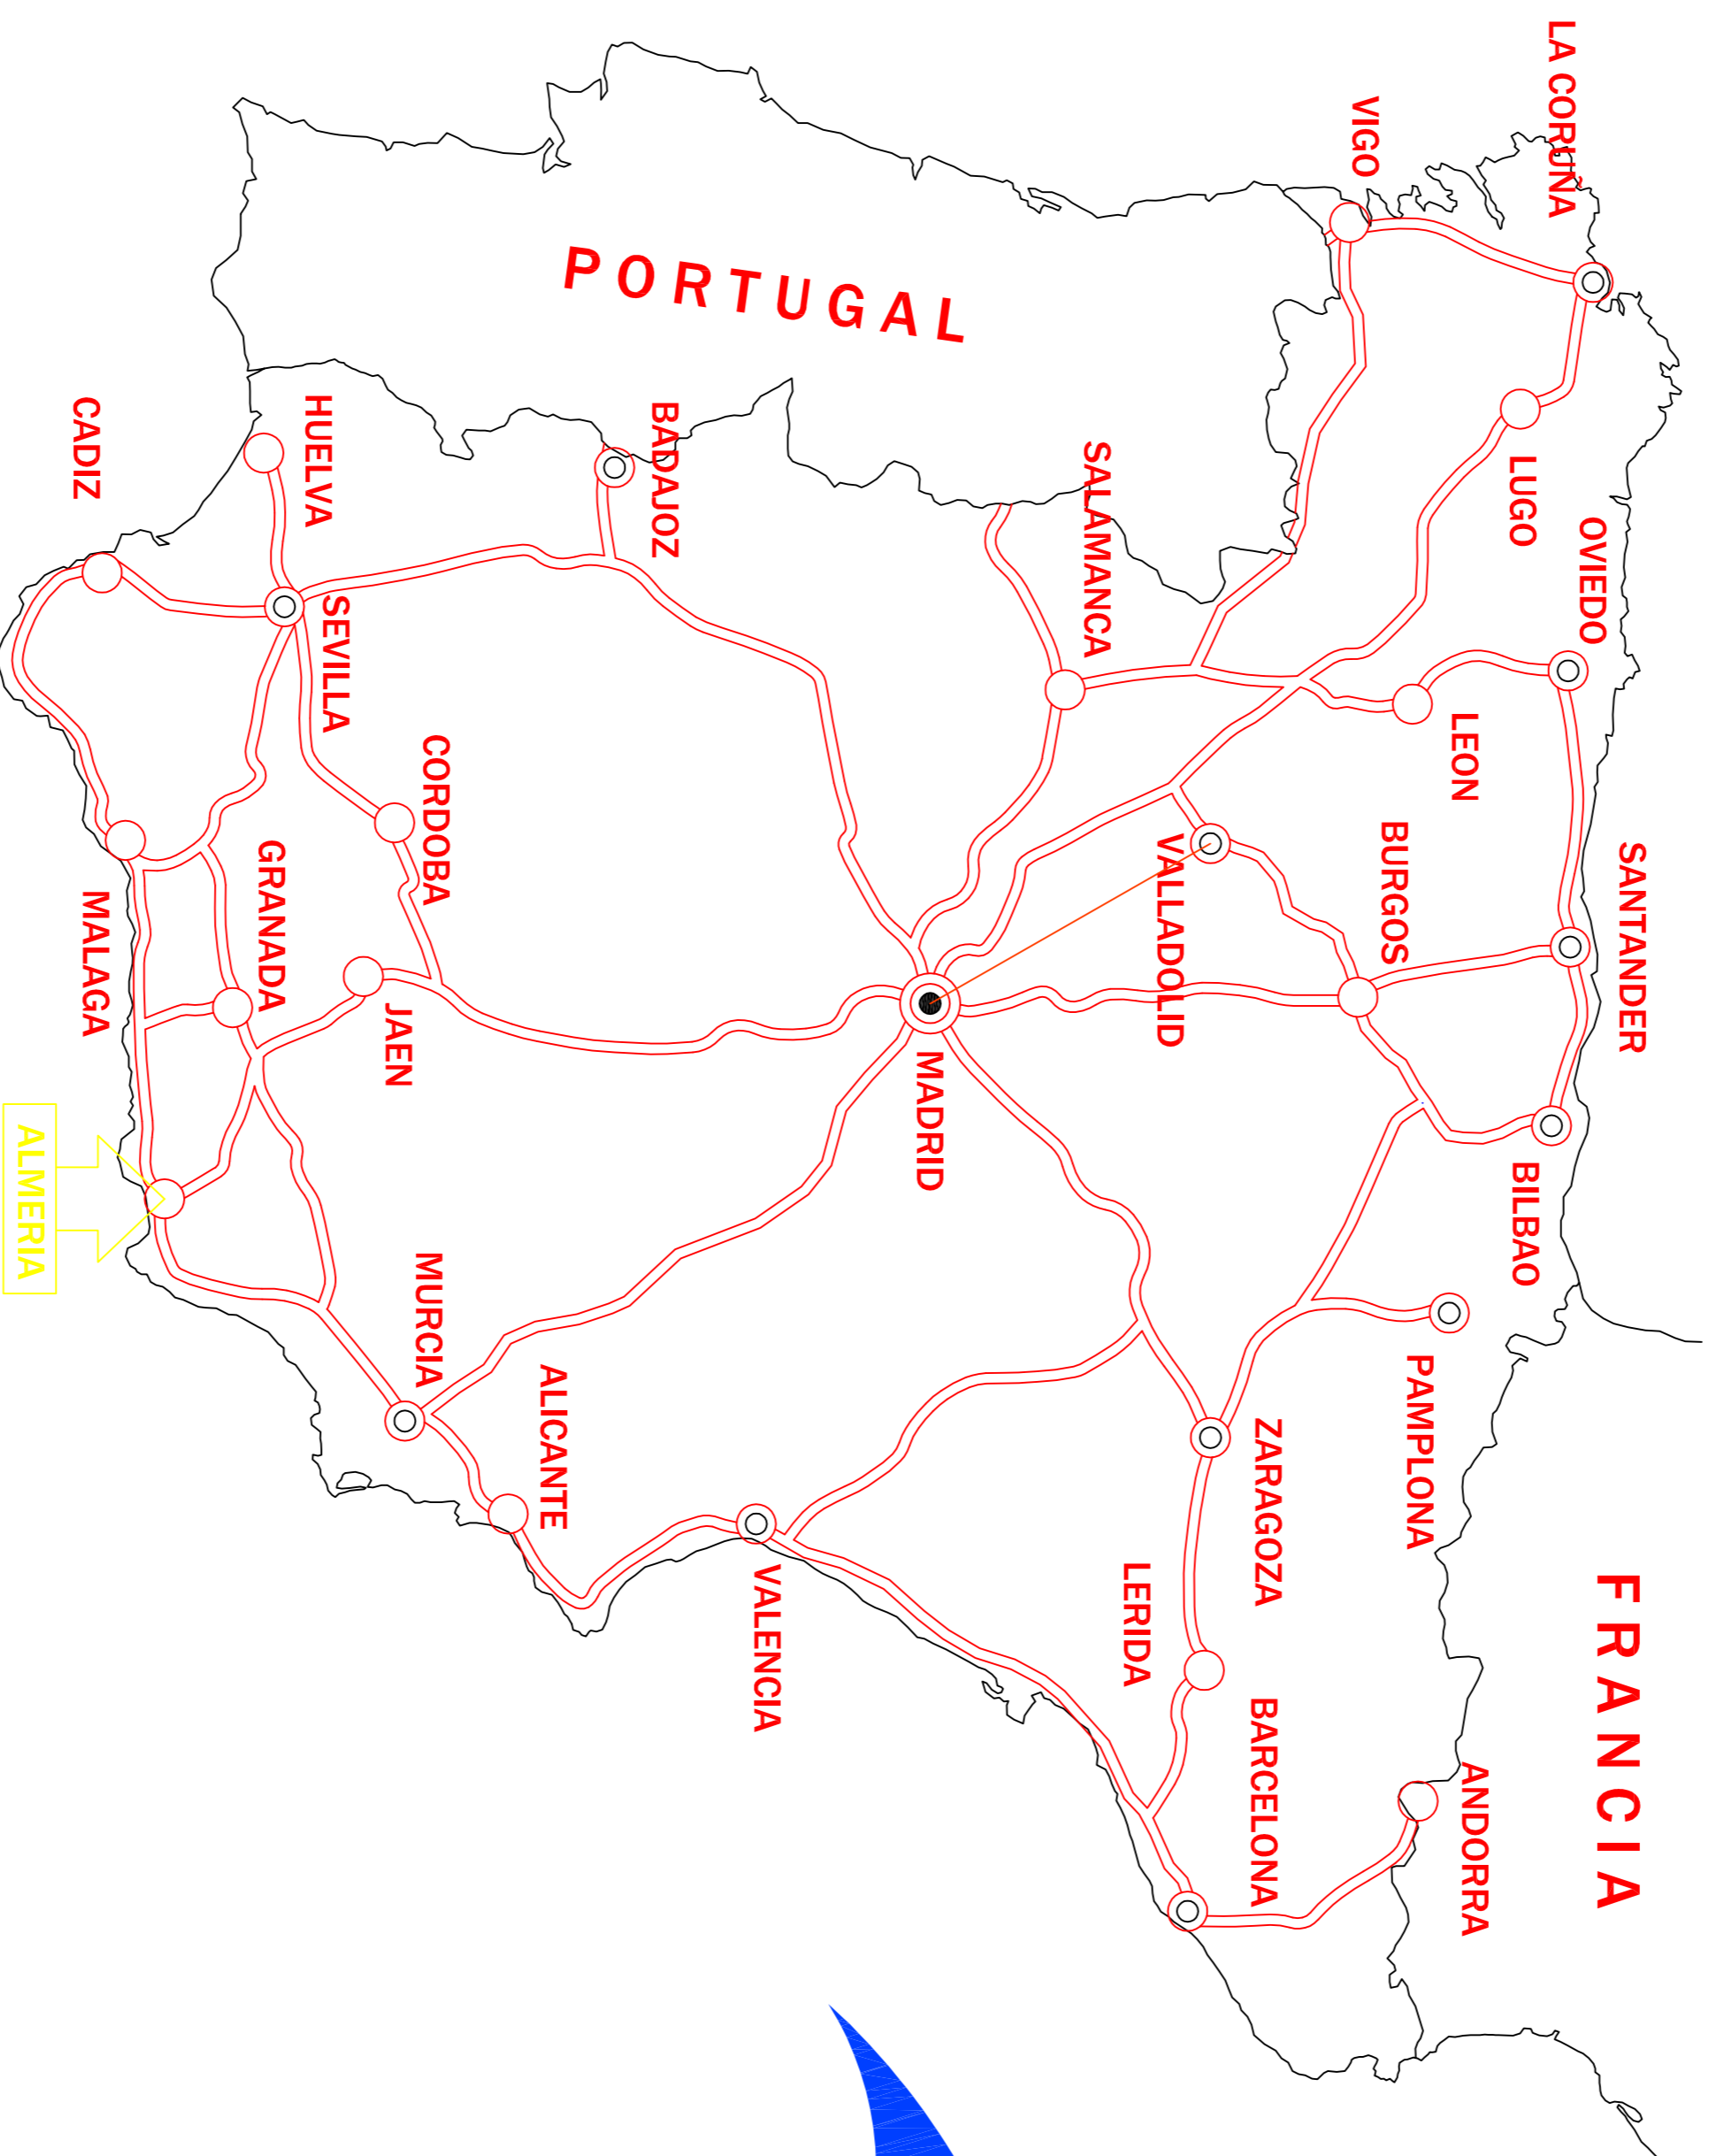 LA CORUÑA
VIGO
LUGO
OVIEDO
LEON
SANTANDER
BURGOS
BILBAO
PAMPLONA
FRANCIA
ANDORRA
SALAMANCA
VALLADOLID
ZARAGOZA
LERIDA
BARCELONA
PORTUGAL
MADRID
BADAJOZ
VALENCIA
HUELVA
SEVILLA
CORDOBA
JAEN
MURCIA
ALICANTE
CADIZ
GRANADA
MALAGA
ALMERIA